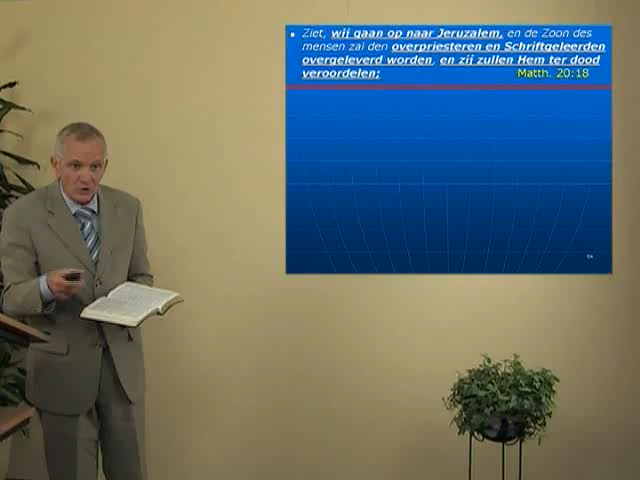 Ziet, wij gaan op naar Jeruzalem, en de Zoon des
mensen zal den overpriesteren en Schriftgeleerden
overgeleverd worden, en zij zullen Hem ter dood
veroordelen; Matth. 20:18